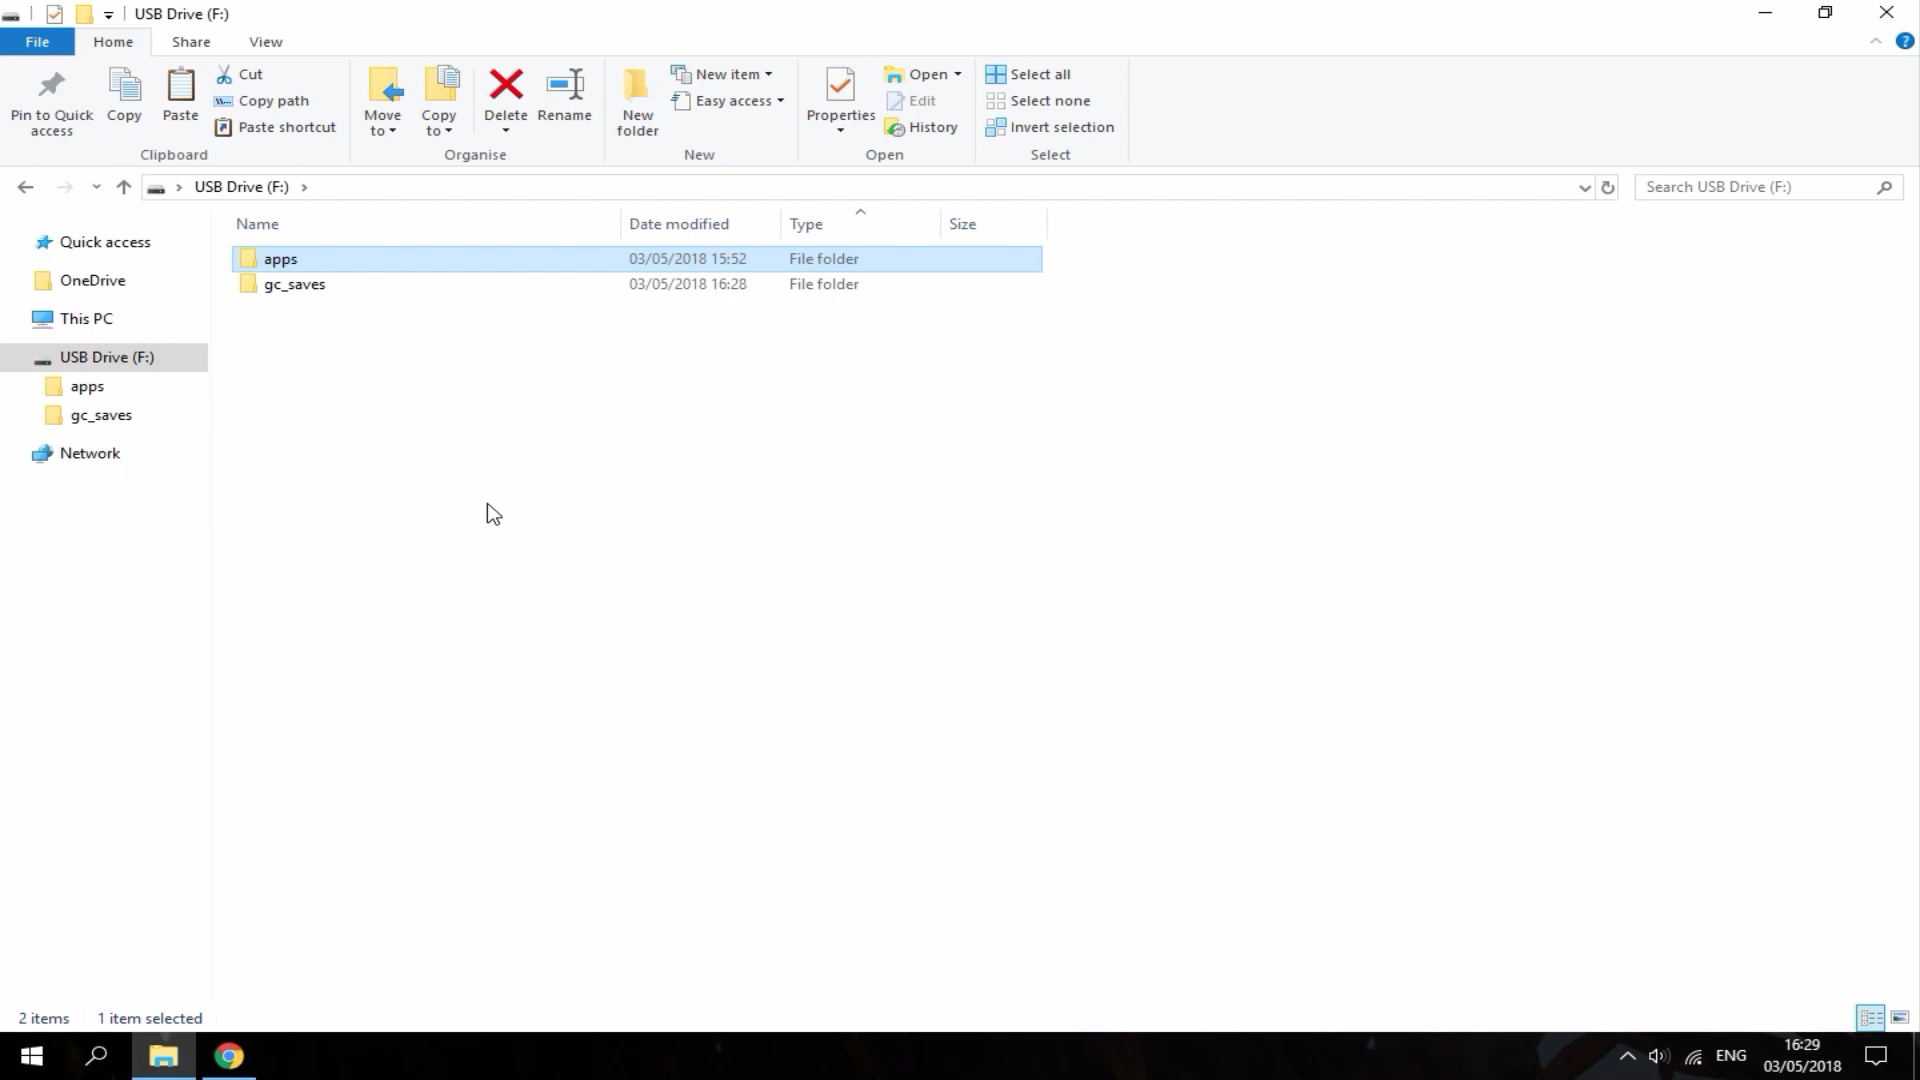 USB Drive (F:)
File Home Share View
Pin to Quick access
Copy
Paste
Cut
Copy path
Paste shortcut
Clipboard
Move to
Copy to
Delete
Rename
Organise
New folder
New item
Easy access
New
Properties
Open
Edit
History
Open
Select all
Select none
Invert selection
Select
USB Drive (F:)
Search USB Drive (F:)
Name Date modified Type Size
apps 03/05/2018 15:52 File folder
gc_saves 03/05/2018 16:28 File folder
Quick access
OneDrive
This PC
USB Drive (F:)
apps
gc_saves
Network
2 items 1 item selected
ENG
16:29
03/05/2018